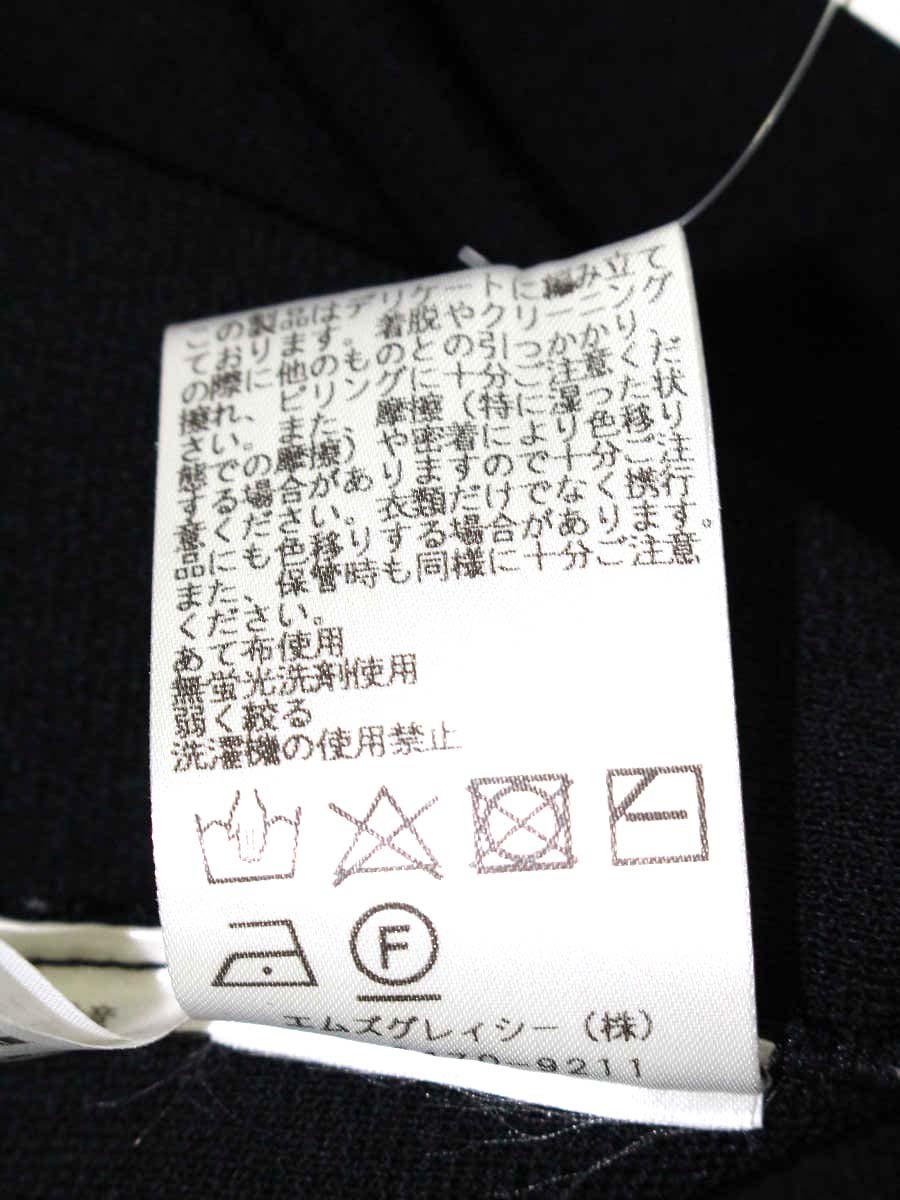 この製品はデリケートに編み立て
ております。着脱やクリーニング
の際に他のものとの引っかかり、
擦れ、ピリングに十分ご意注くだ
さい。また、摩擦(特に湿った状
態での摩擦)や密着により色移り
する場合がありますので十分ご注
意ください。衣類だけでなく携行
品にも色移りする場合があります。
また、保管時も同様に十分ご注意
ください。
あて布使用
無蛍光洗剤使用
弱く絞る
洗濯機の使用禁止
F
エムズグレイシー(株)
9211